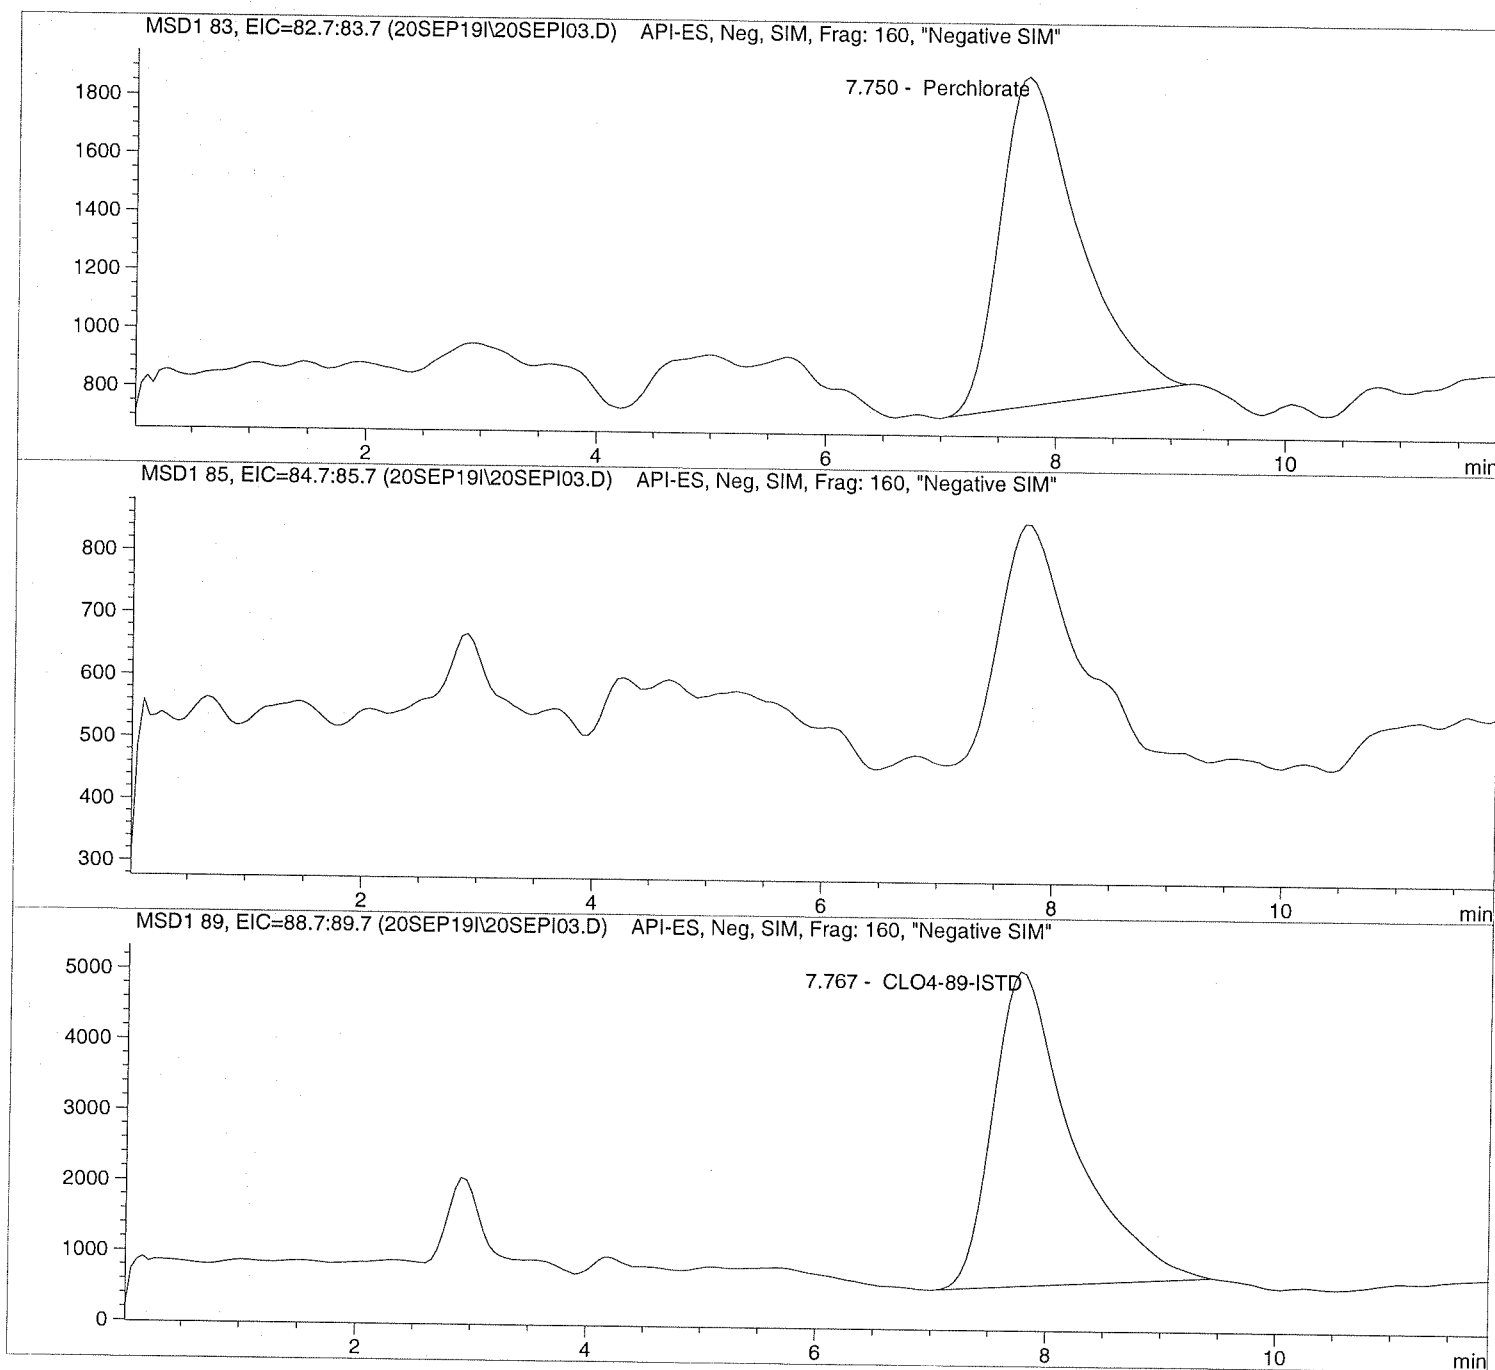 MSD1 83, EIC=82.7:83.7 (20SEP19I\20SEPI03.D) API-ES, Neg, SIM, Frag: 160, "Negative SIM"
7.750 - Perchlorate
1800
1600
1400
1200
1000
800
2 4 6 8 10 min
MSD1 85, EIC=84.7:85.7 (20SEP19I\20SEPI03.D) API-ES, Neg, SIM, Frag: 160, "Negative SIM"
800
700
600
500
400
300
2 4 6 8 10 min
MSD1 89, EIC=88.7:89.7 (20SEP19I\20SEPI03.D) API-ES, Neg, SIM, Frag: 160, "Negative SIM"
7.767 - CLO4-89-ISTD
5000
4000
3000
2000
1000
0
2 4 6 8 10 min